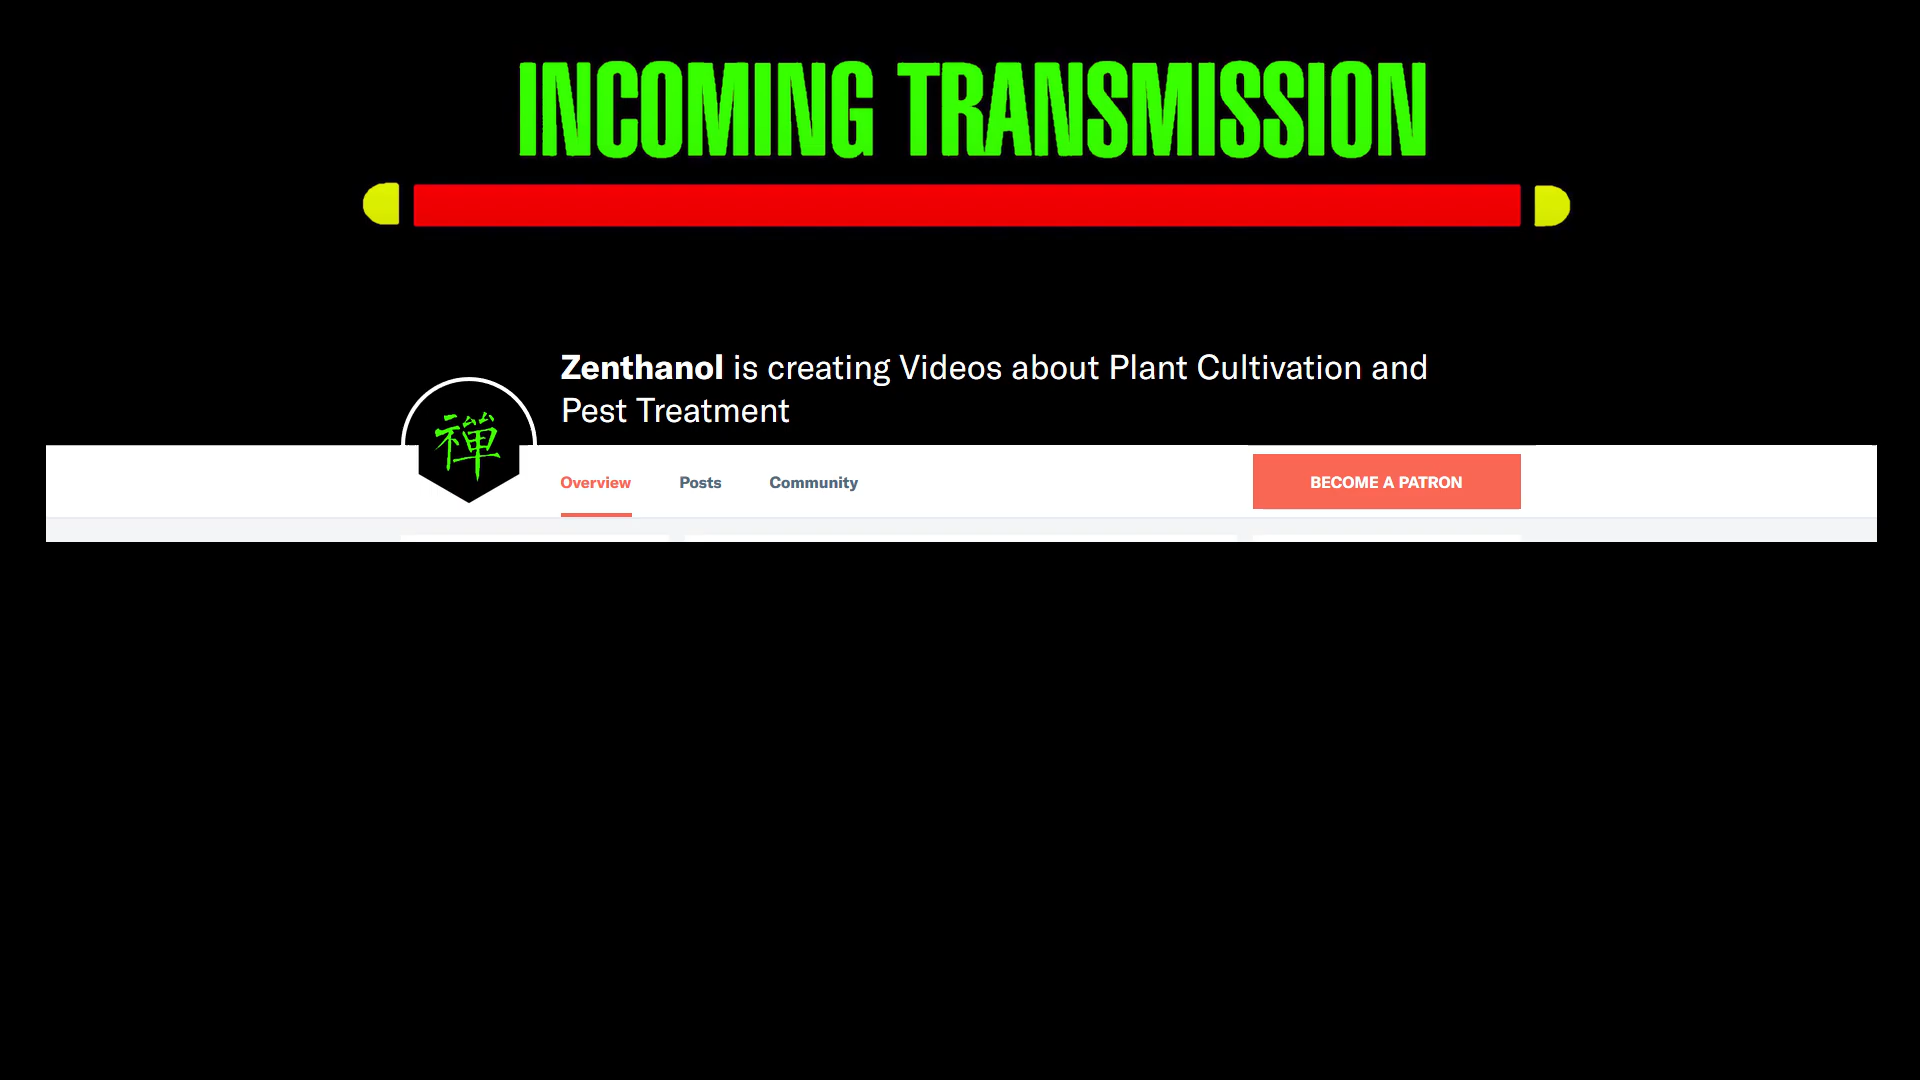 INCOMING TRANSMISSION
Zenthanol is creating Videos about Plant Cultivation and
Pest Treatment
禪
Overview Posts Community BECOME A PATRON